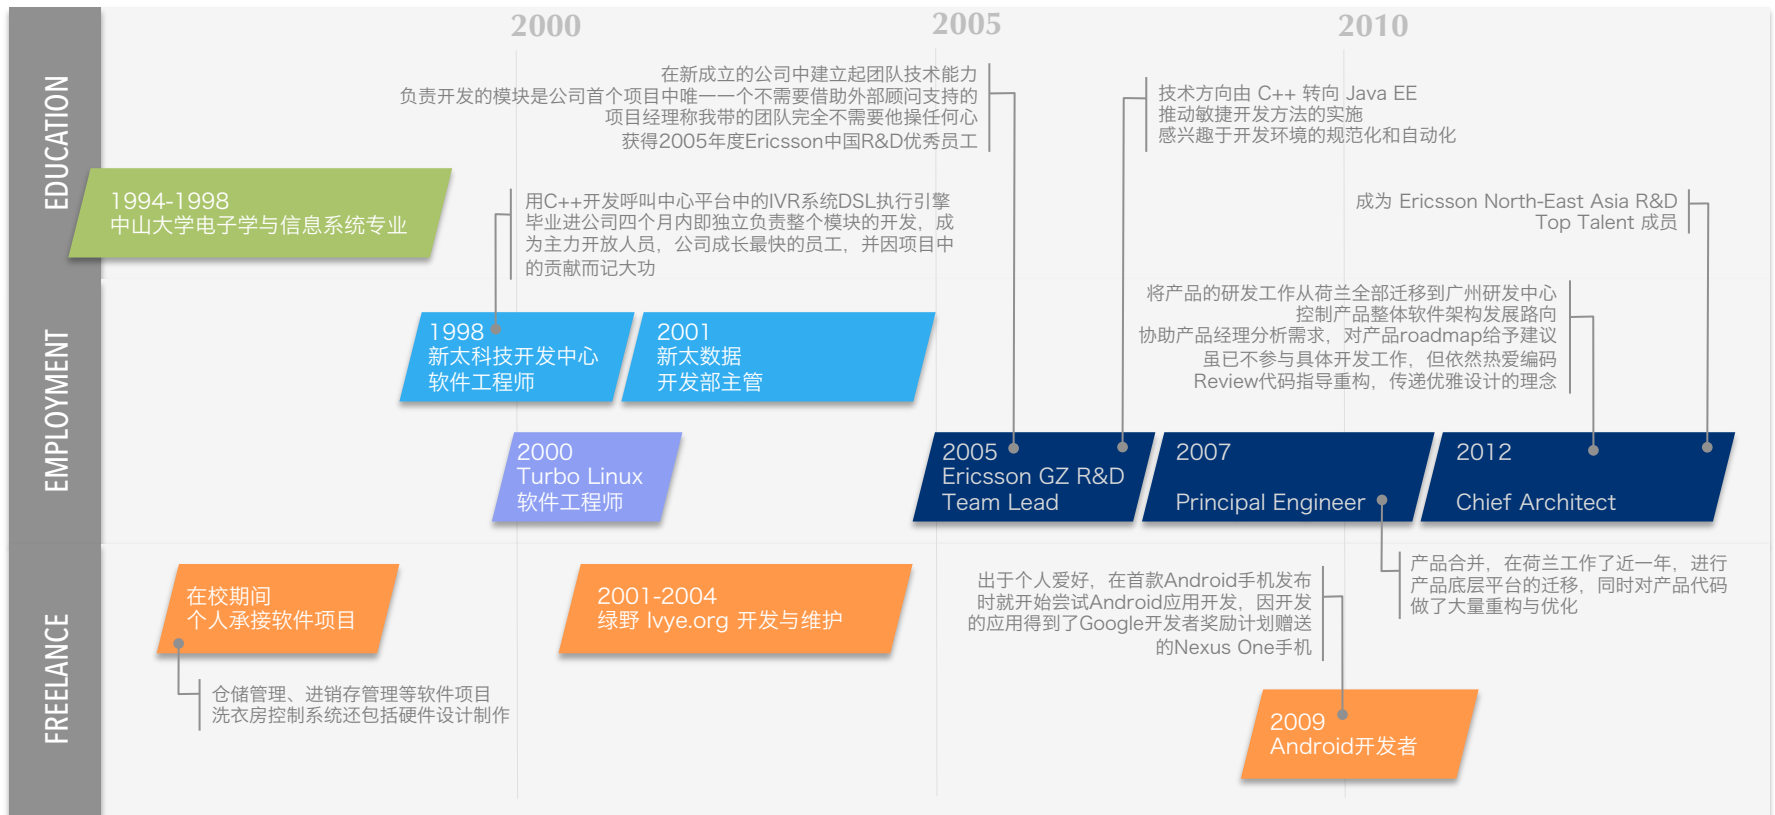 2000
2005
2010
EDUCATION
在新成立的公司中建立起团队技术能力
负责开发的模块是公司首个项目中唯一一个不需要借助外部顾问支持的
项目经理称我带的团队完全不需要他操任何心
获得2005年度Ericsson中国R&D优秀员工
技术方向由 C++ 转向 Java EE
推动敏捷开发方法的实施
感兴趣于开发环境的规范化和自动化
1994-1998
中山大学电子学与信息系统专业
用C++开发呼叫中心平台中的IVR系统DSL执行引擎
毕业进公司四个月内即独立负责整个模块的开发，成
为主力开放人员，公司成长最快的员工，并因项目中
的贡献而记大功
成为 Ericsson North-East Asia R&D
Top Talent 成员
EMPLOYMENT
将产品的研发工作从荷兰全部迁移到广州研发中心
控制产品整体软件架构发展路向
协助产品经理分析需求，对产品roadmap给予建议
虽已不参与具体开发工作，但依然热爱编码
Review代码指导重构，传递优雅设计的理念
1998
新太科技开发中心
软件工程师
2001
新太数据
开发部主管
2000
Turbo Linux
软件工程师
2005
Ericsson GZ R&D
Team Lead
2007
Principal Engineer
2012
Chief Architect
FREELANCE
产品合并，在荷兰工作了近一年，进行
产品底层平台的迁移，同时对产品代码
做了大量重构与优化
在校期间
个人承接软件项目
2001-2004
绿野 lvye.org 开发与维护
出于个人爱好，在首款Android手机发布
时就开始尝试Android应用开发，因开发
的应用得到了Google开发者奖励计划赠送
的Nexus One手机
仓储管理、进销存管理等软件项目
洗衣房控制系统还包括硬件设计制作
2009
Android开发者